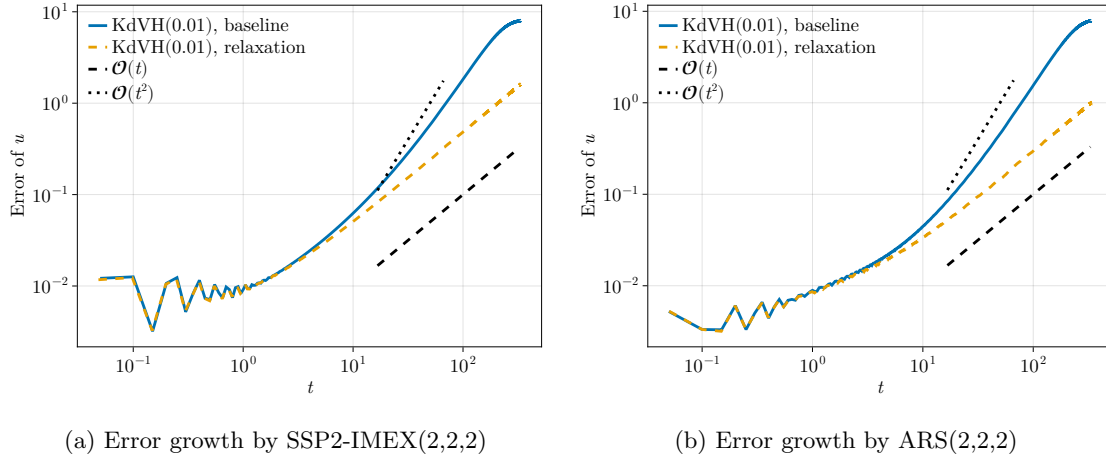 10¹
10⁰
10⁻¹
10⁻²
Error of u
KdVH(0.01), baseline
KdVH(0.01), relaxation
𝒪(t)
𝒪(t²)
10⁻¹
10⁰
10¹
10²
t
(a) Error growth by SSP2-IMEX(2,2,2)
10¹
10⁰
10⁻¹
10⁻²
Error of u
KdVH(0.01), baseline
KdVH(0.01), relaxation
𝒪(t)
𝒪(t²)
10⁻¹
10⁰
10¹
10²
t
(b) Error growth by ARS(2,2,2)